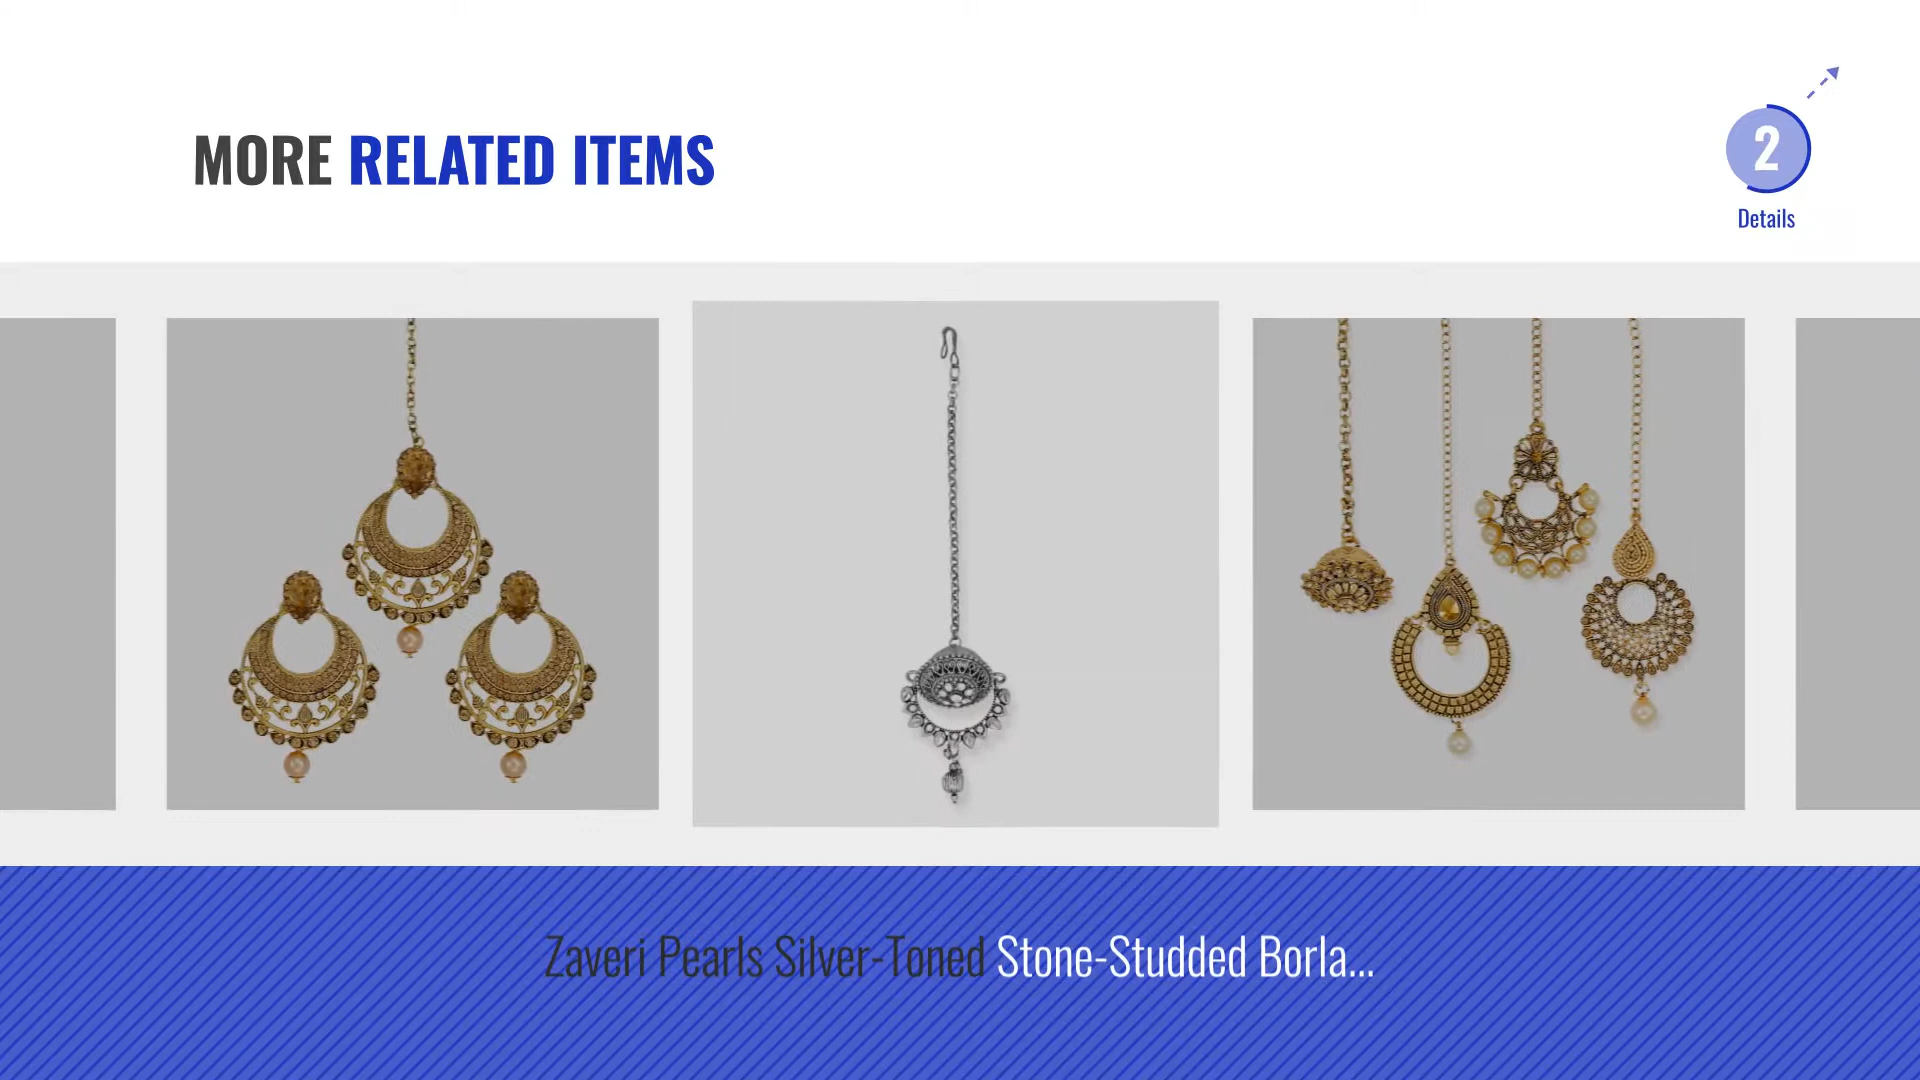 MORE RELATED ITEMS
2
Details
Zaveri Pearls Silver-Toned Stone-Studded Borla...